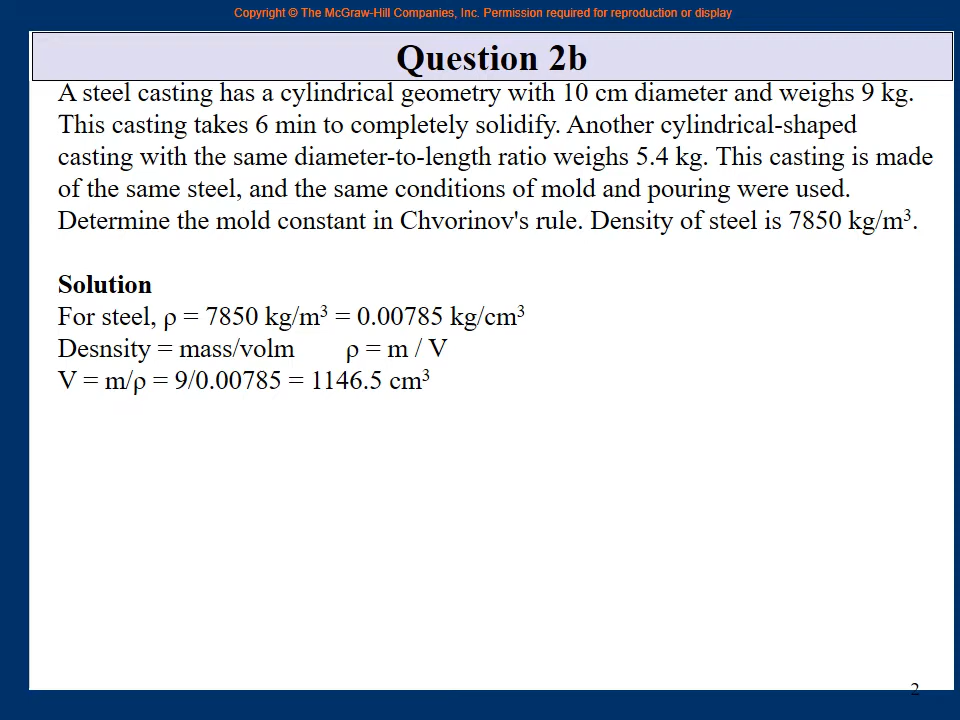 Copyright © The McGraw-Hill Companies, Inc. Permission required for reproduction or display
Question 2b
A steel casting has a cylindrical geometry with 10 cm diameter and weighs 9 kg.
This casting takes 6 min to completely solidify. Another cylindrical-shaped
casting with the same diameter-to-length ratio weighs 5.4 kg. This casting is made
of the same steel, and the same conditions of mold and pouring were used.
Determine the mold constant in Chvorinov's rule. Density of steel is 7850 kg/m³.
Solution
For steel, ρ = 7850 kg/m³ = 0.00785 kg/cm³
Desnsity = mass/volm ρ = m / V
V = m/ρ = 9/0.00785 = 1146.5 cm³
2